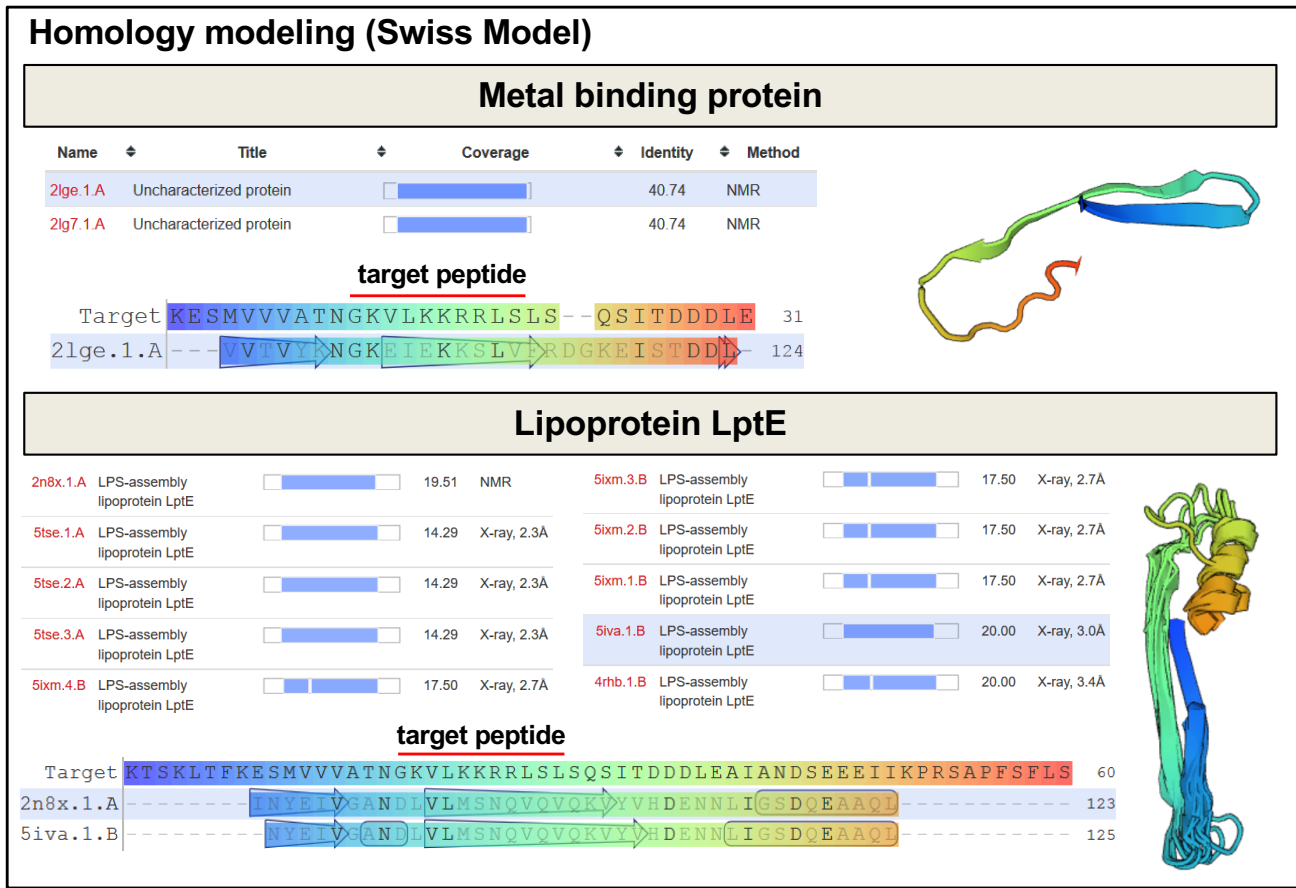 Homology modeling (Swiss Model)
Metal binding protein
Name Title Coverage Identity Method
2lge.1.A Uncharacterized protein 40.74 NMR
2lg7.1.A Uncharacterized protein 40.74 NMR
target peptide
Target KESMVVVATNGKVLKKRRLSLS--QSITDDDLE 31
2lge.1.A ---VVTVYKNGKEIEKKSLVFRDGKEISTDDL- 124
Lipoprotein LptE
2n8x.1.A LPS-assembly lipoprotein LptE 19.51 NMR
5tse.1.A LPS-assembly lipoprotein LptE 14.29 X-ray, 2.3Å
5tse.2.A LPS-assembly lipoprotein LptE 14.29 X-ray, 2.3Å
5tse.3.A LPS-assembly lipoprotein LptE 14.29 X-ray, 2.3Å
5ixm.4.B LPS-assembly lipoprotein LptE 17.50 X-ray, 2.7Å
5ixm.3.B LPS-assembly lipoprotein LptE 17.50 X-ray, 2.7Å
5ixm.2.B LPS-assembly lipoprotein LptE 17.50 X-ray, 2.7Å
5ixm.1.B LPS-assembly lipoprotein LptE 17.50 X-ray, 2.7Å
5iva.1.B LPS-assembly lipoprotein LptE 20.00 X-ray, 3.0Å
4rhb.1.B LPS-assembly lipoprotein LptE 20.00 X-ray, 3.4Å
target peptide
Target KTSKLTFKESMVVVATNGKVLKKRRLSLSQSITDDDLEAIANDSEEEIIKPRSAPFSFLS 60
2n8x.1.A --------INYEIVGANDLVLMSNQVQVQKVYVHDENNLIGSDQEAAQL----------- 123
5iva.1.B ---------NYEIVGANDLVLMSNQVQVQKVYVHDENNLIGSDQEAAQL----------- 125